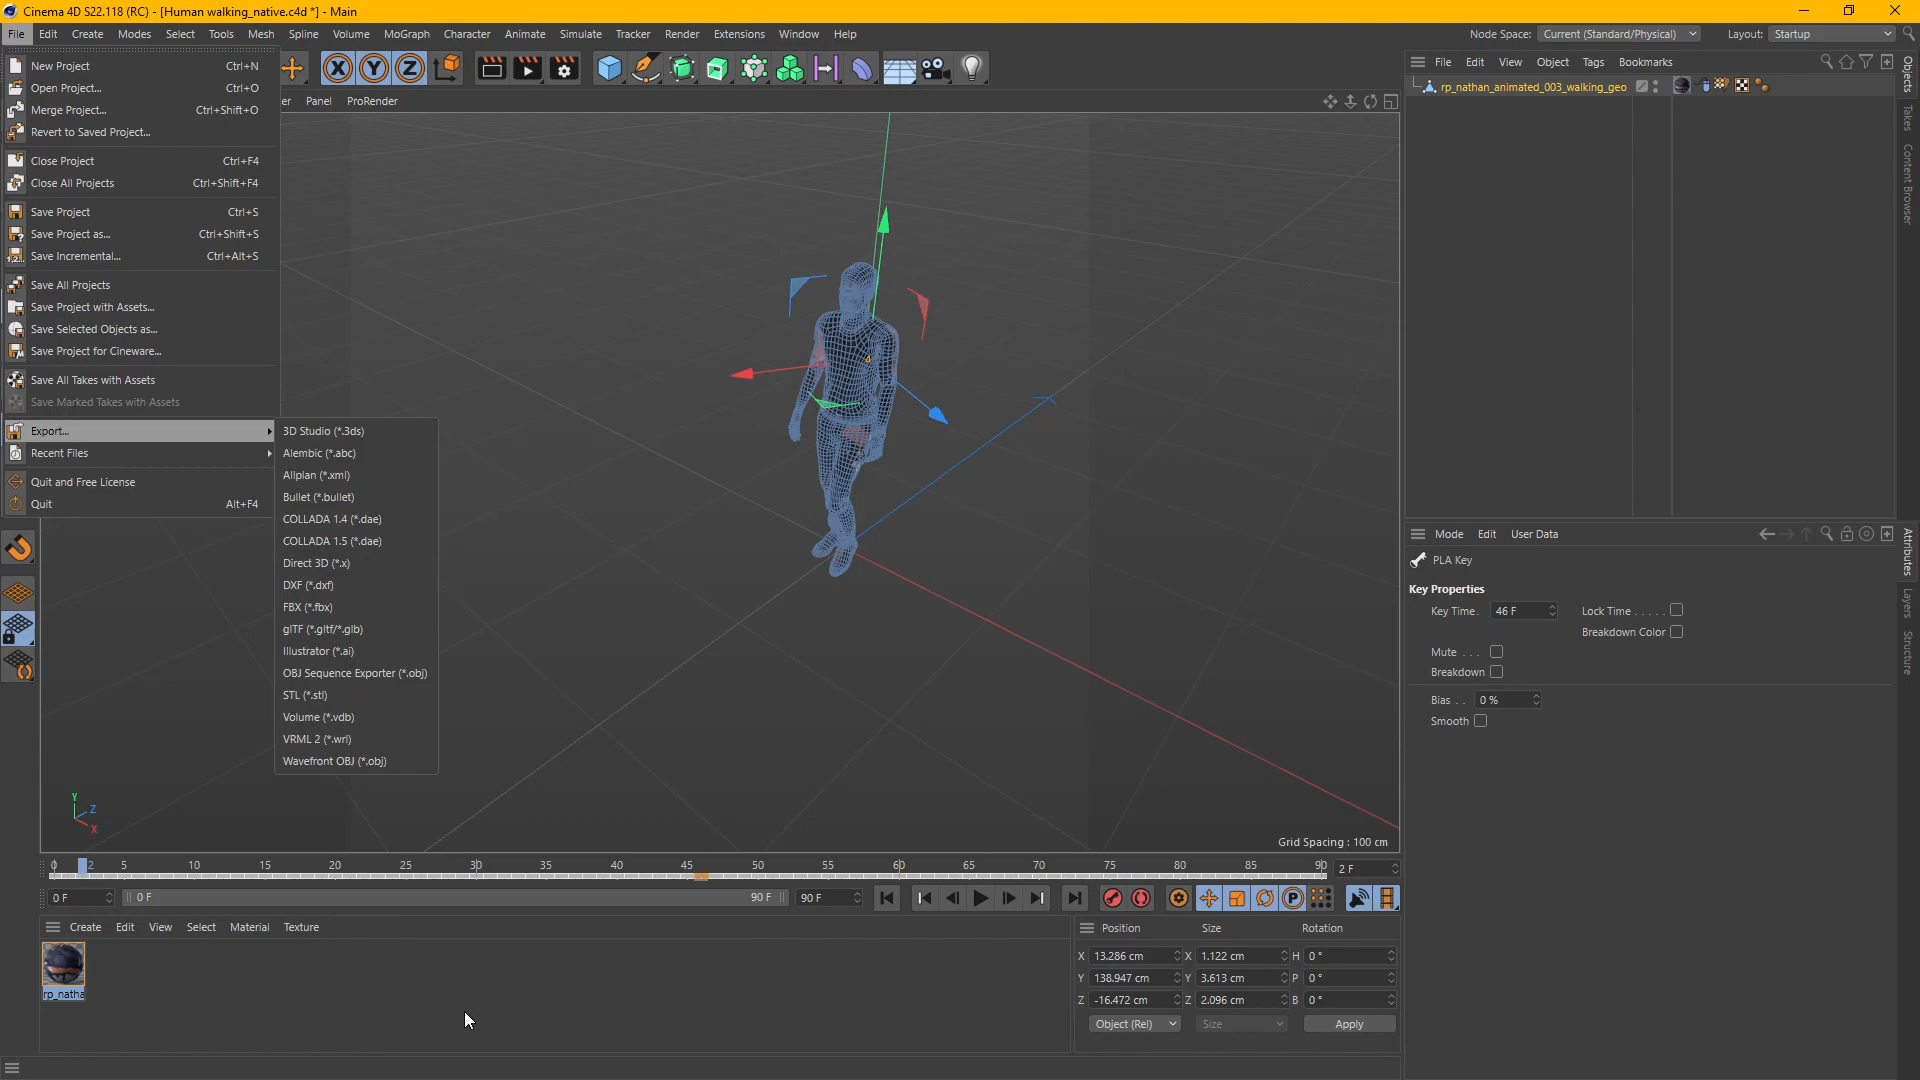 Cinema 4D S22.118 (RC) - [Human walking_native.c4d *] - Main
File Edit Create Modes Select Tools Mesh Spline Volume MoGraph Character Animate Simulate Tracker Render Extensions Window Help
Node Space: Current (Standard/Physical) Layout: Startup
New Project Ctrl+N
Open Project... Ctrl+O
Merge Project... Ctrl+Shift+O
Revert to Saved Project...
Close Project Ctrl+F4
Close All Projects Ctrl+Shift+F4
Save Project Ctrl+S
Save Project as... Ctrl+Shift+S
Save Incremental... Ctrl+Alt+S
Save All Projects
Save Project with Assets...
Save Selected Objects as...
Save Project for Cineware...
Save All Takes with Assets
Save Marked Takes with Assets
Export...
Recent Files
Quit and Free License
Quit Alt+F4
3D Studio (*.3ds)
Alembic (*.abc)
Allplan (*.xml)
Bullet (*.bullet)
COLLADA 1.4 (*.dae)
COLLADA 1.5 (*.dae)
Direct 3D (*.x)
DXF (*.dxf)
FBX (*.fbx)
glTF (*.gltf/*.glb)
Illustrator (*.ai)
OBJ Sequence Exporter (*.obj)
STL (*.stl)
Volume (*.vdb)
VRML 2 (*.wrl)
Wavefront OBJ (*.obj)
X Y Z
er Panel ProRender
Y
Z
X
Grid Spacing : 100 cm
File Edit View Object Tags Bookmarks
rp_nathan_animated_003_walking_geo
Objects
Takes
Content Browser
Mode Edit User Data
PLA Key
Key Properties
Key Time. 46 F Lock Time . . . . .
Breakdown Color
Mute . . .
Breakdown
Bias . . 0 %
Smooth
Attributes
Layers
Structure
0 2 5 10 15 20 25 30 35 40 45 50 55 60 65 70 75 80 85 90 2 F
0 F 0 F 90 F 90 F
P
Create Edit View Select Material Texture
rp_natha
Position Size Rotation
X 13.286 cm X 1.122 cm H 0 °
Y 138.947 cm Y 3.613 cm P 0 °
Z -16.472 cm Z 2.096 cm B 0 °
Object (Rel) Size Apply